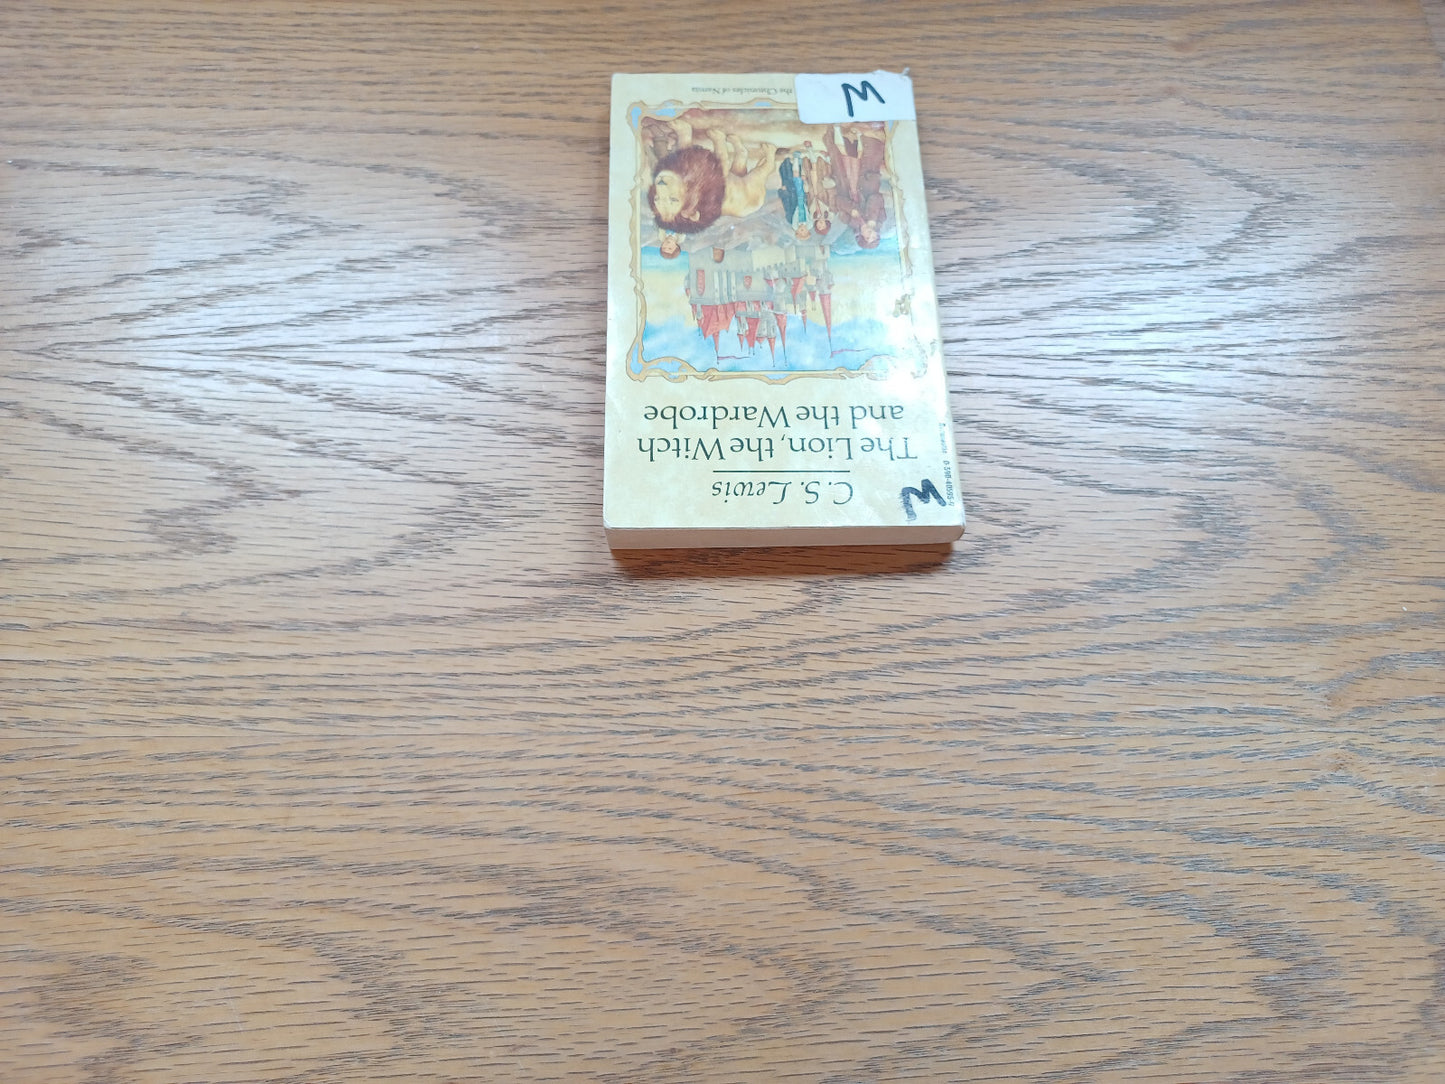 C.S. Lewis
The Lion, the Witch
and the Wardrobe
the Chronicles of Narnia